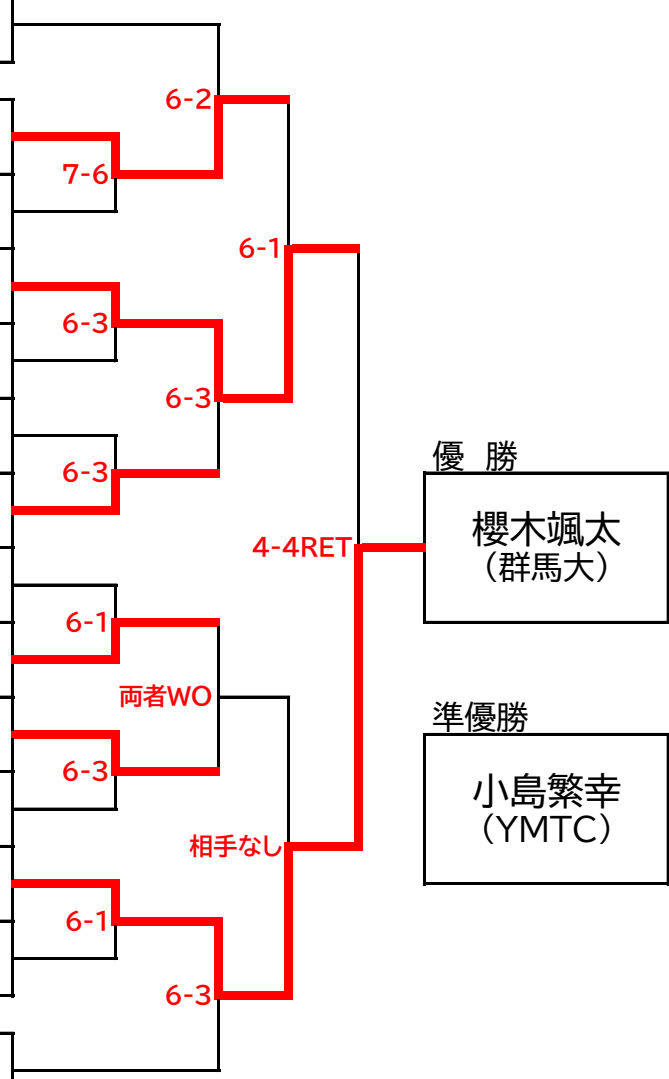 6-2
7-6
6-1
6-3
6-3
優 勝
6-3
櫻木颯太
4-4RET
(群馬大)
6-1
両者WO
準優勝
6-3
小島繁幸
(YMTC)
相手なし
6-1
6-3